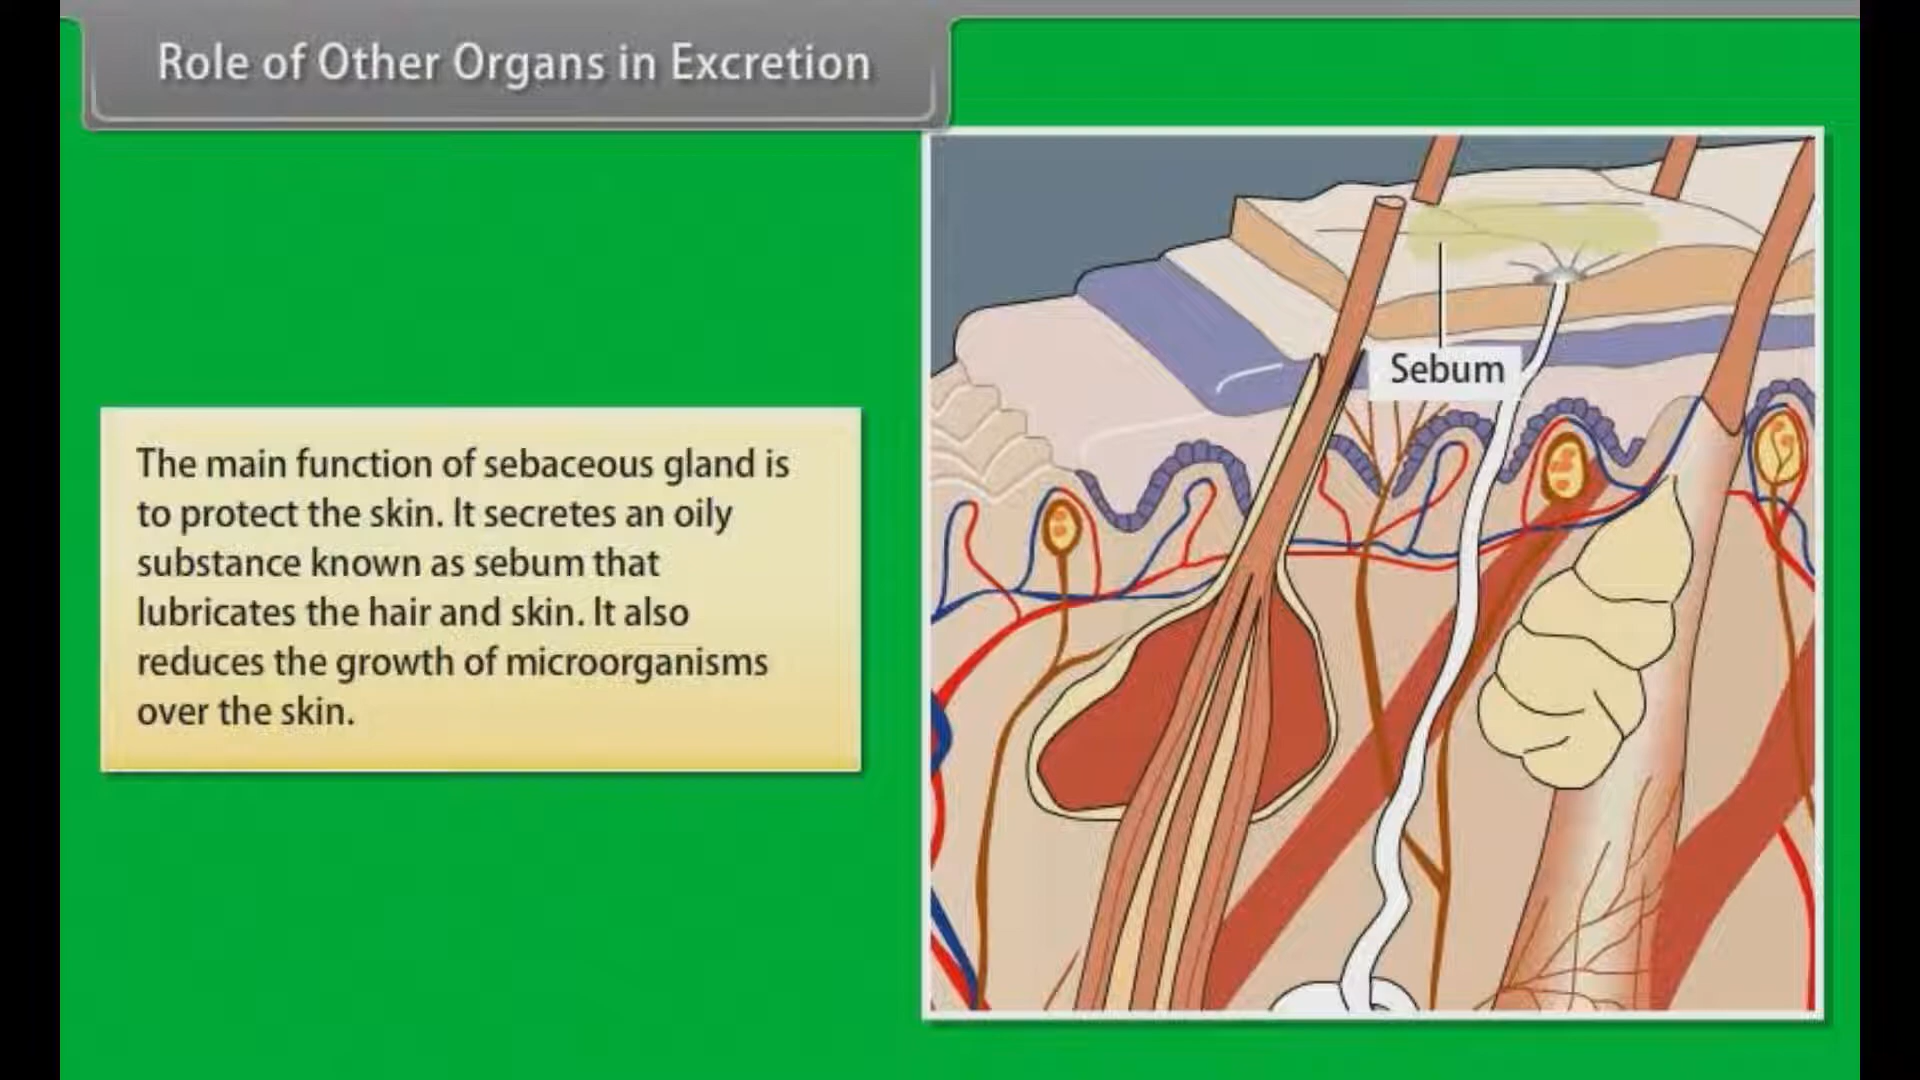 Role of Other Organs in Excretion
The main function of sebaceous gland is
to protect the skin. It secretes an oily
substance known as sebum that
lubricates the hair and skin. It also
reduces the growth of microorganisms
over the skin.
Sebum